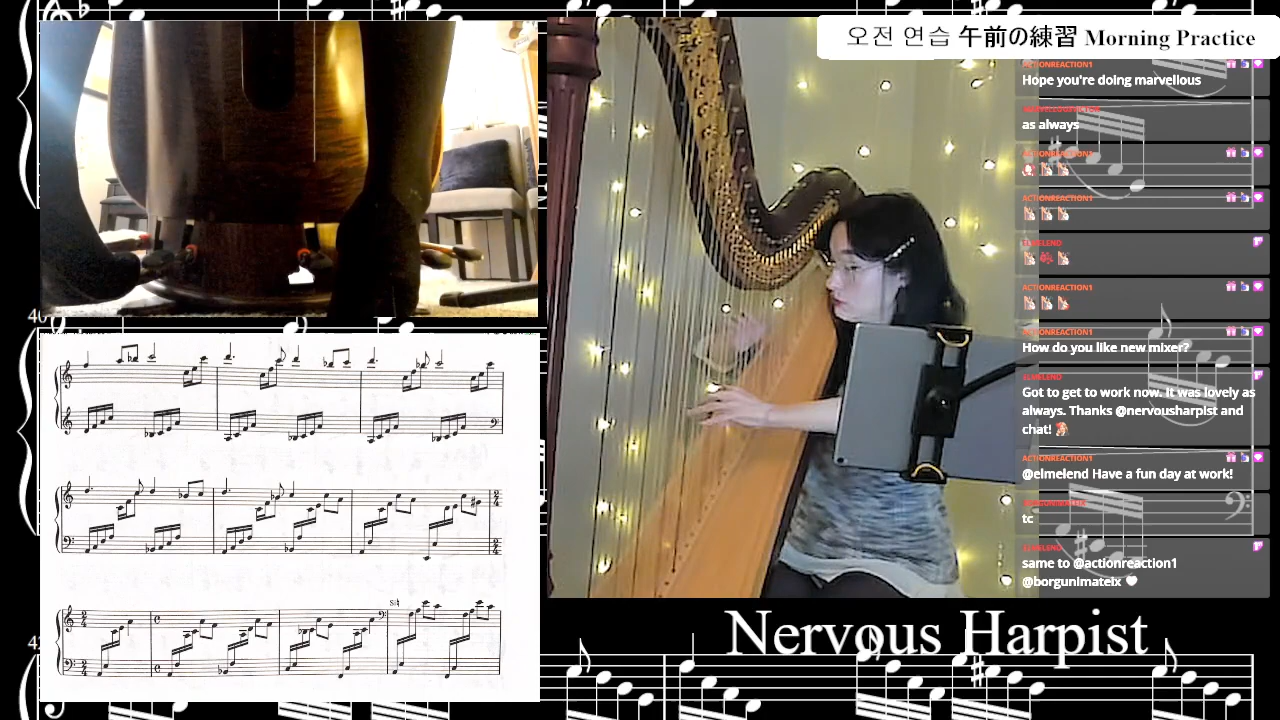 오전 연습 午前の練習 Morning Practice
ACTIONREACTION1
Hope you're doing marvellous
as always
ACTIONREACTION1
ACTIONREACTION1
ELMELEND
ACTIONREACTION1
ACTIONREACTION1
How do you like new mixer?
ELMELEND
Got to get to work now. It was lovely as
always. Thanks @nervousharpist and
chat!
ACTIONREACTION1
@elmelend Have a fun day at work!
tc
ELMELEND
same to @actionreaction1
@borgunimateix
Nervous Harpist